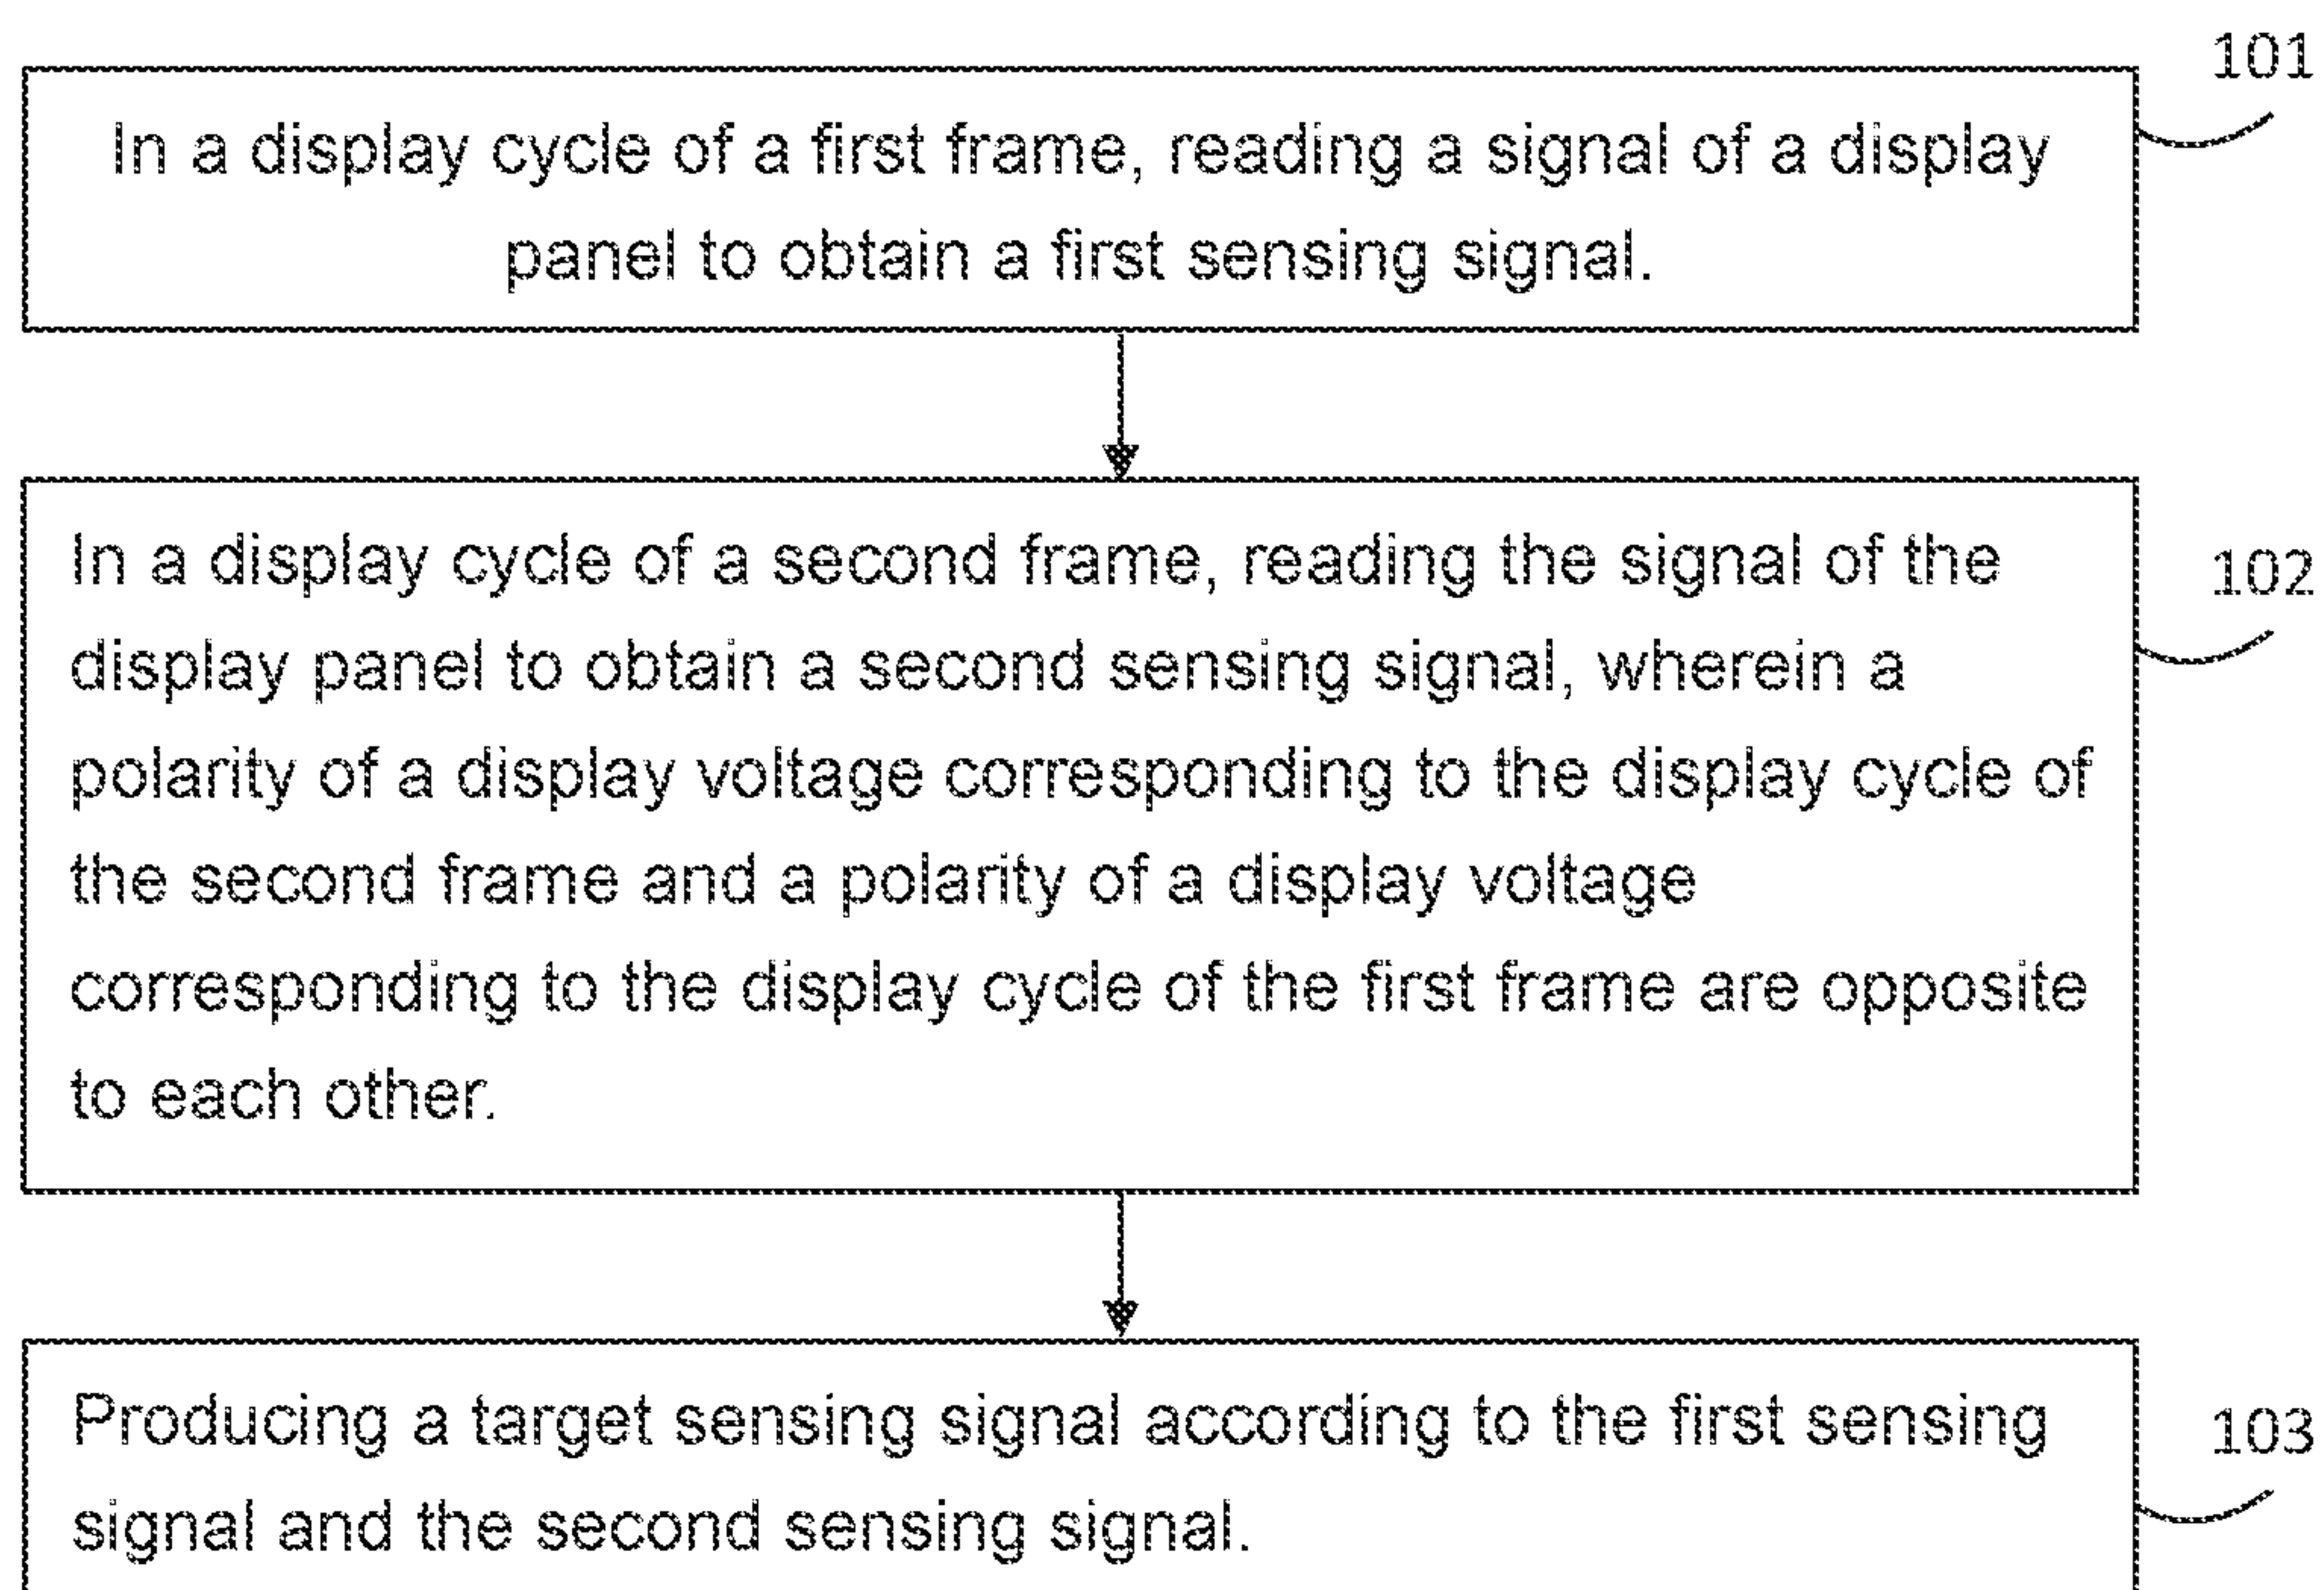 101
In a display cycle of a first frame, reading a signal of a display
panel to obtain a first sensing signal.
In a display cycle of a second frame, reading the signal of the
102
display panel to obtain a second sensing signal, wherein a
polarity of a display voltage corresponding to the display cycle of
the second frame and a polarity of a display voltage
corresponding to the display cycle of the first frame are opposite
to each other.
Producing a target sensing signal according to the first sensing
103
signal and the second sensing signal.